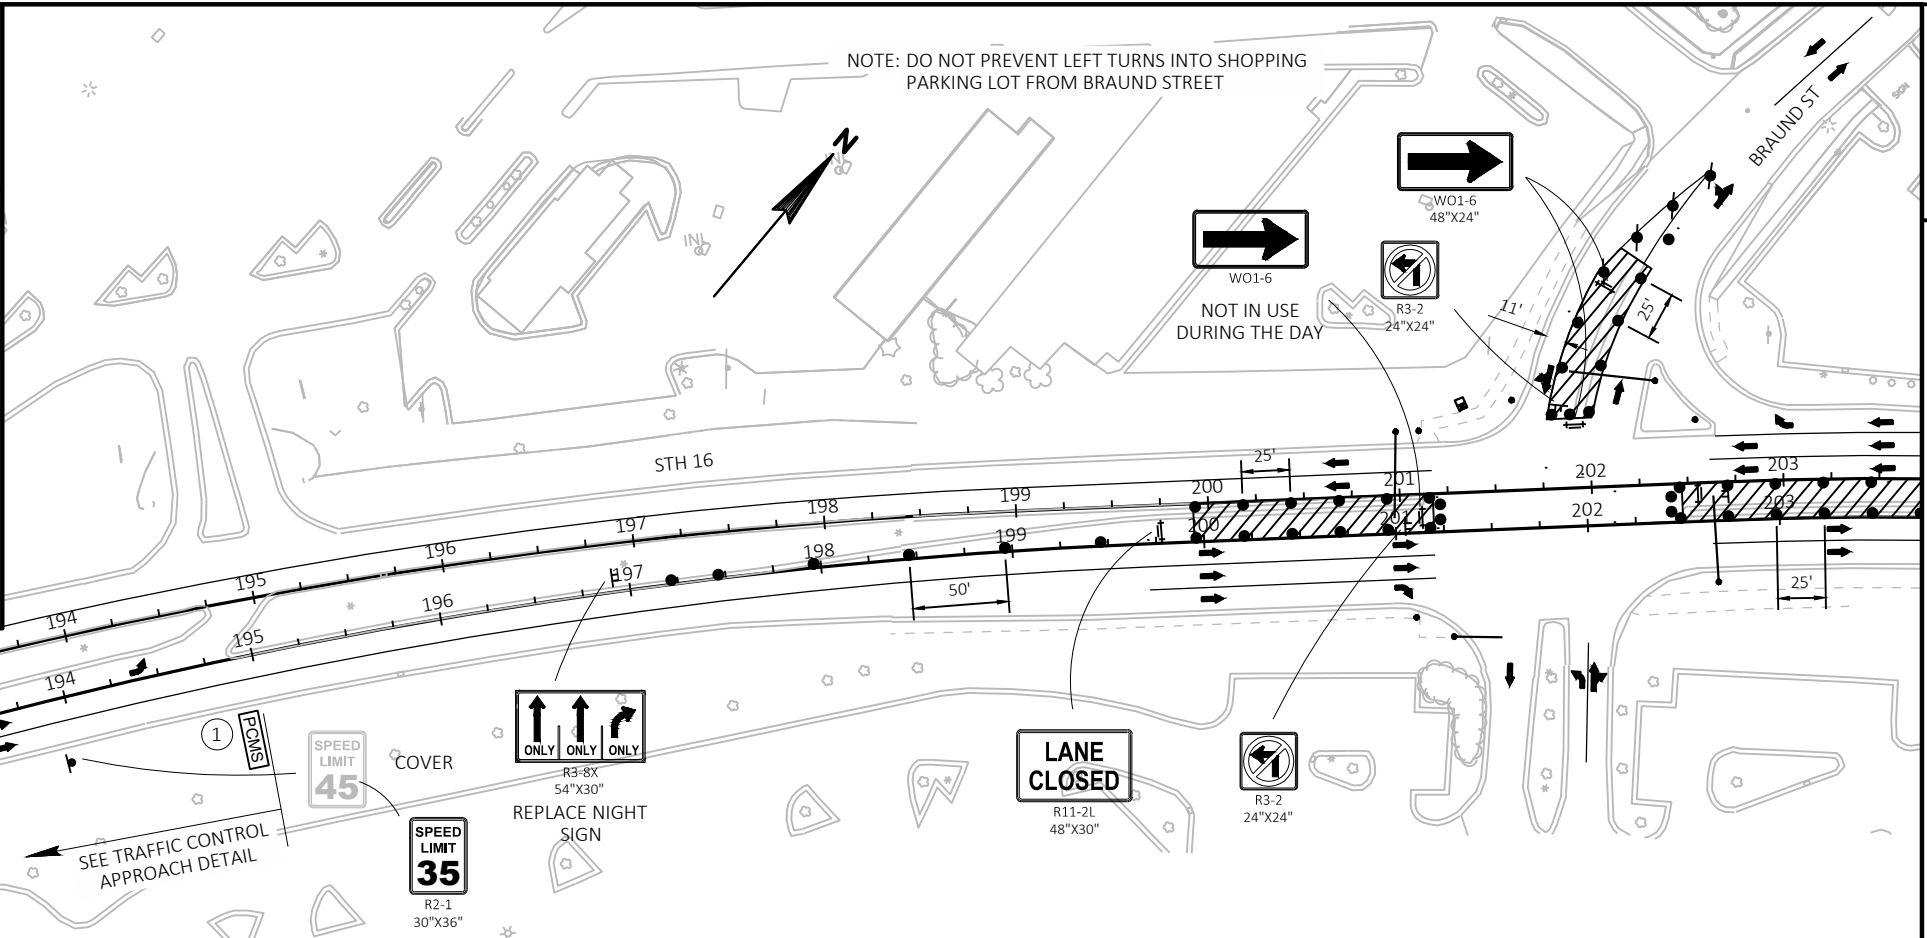 NOTE: DO NOT PREVENT LEFT TURNS INTO SHOPPING
PARKING LOT FROM BRAUND STREET
N
INL
INL
SIGN
BRAUND ST
WO1-6
48"X24"
WO1-6
NOT IN USE
DURING THE DAY
R3-2
24"X24"
11'
25'
STH 16
25'
194
195
196
197
198
199
200
201
202
203
194
195
196
197
198
199
200
201
202
203
50'
25'
1
PCMS
SPEED
LIMIT
45
COVER
SEE TRAFFIC CONTROL
APPROACH DETAIL
SPEED
LIMIT
35
R2-1
30"X36"
ONLY ONLY ONLY
R3-8X
54"X30"
REPLACE NIGHT
SIGN
LANE
CLOSED
R11-2L
48"X30"
R3-2
24"X24"